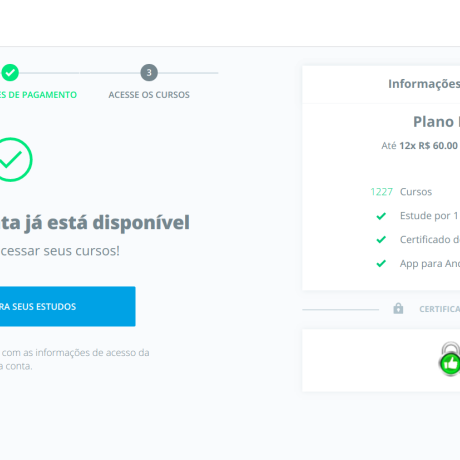 3
ES DE PAGAMENTO
ACESSE OS CURSOS
ta já está disponível
cessar seus cursos!
RA SEUS ESTUDOS
com as informações de acesso da
a conta.
Informações
Plano
Até 12x R$ 60.00
1227 Cursos
Estude por 1
Certificado d
App para And
CERTIFICA